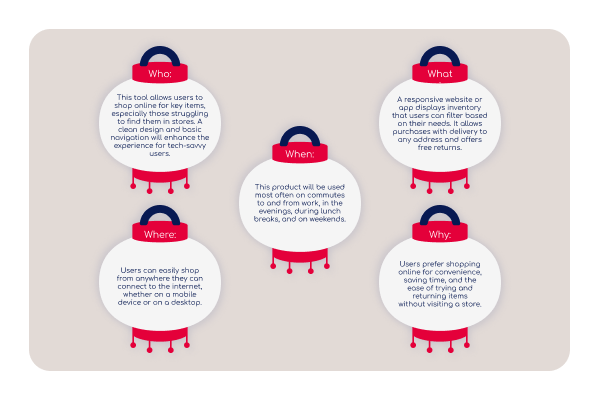 Who:
This tool allows users to
shop online for key items,
especially those struggling
to find them in stores. A
clean design and basic
navigation will enhance the
experience for tech-savvy
users.
What
A responsive website or
app displays inventory
that users can filter based
on their needs. It allows
purchases with delivery to
any address and offers
free returns.
When:
This product will be used
most often on commutes
to and from work, in the
evenings, during lunch
breaks, and on weekends.
Where:
Users can easily shop
from anywhere they can
connect to the internet,
whether on a mobile
device or on a desktop.
Why:
Users prefer shopping
online for convenience,
saving time, and the
ease of trying and
returning items
without visiting a store.